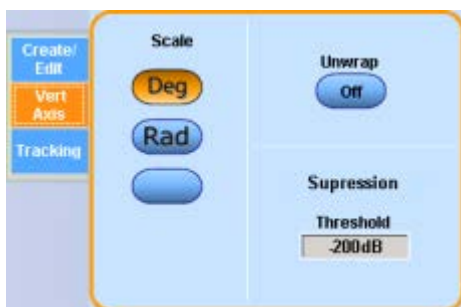 Create/
Edit
Vert
Axis
Tracking
Scale
Deg
Rad
Unwrap
Off
Supression
Threshold
-200dB